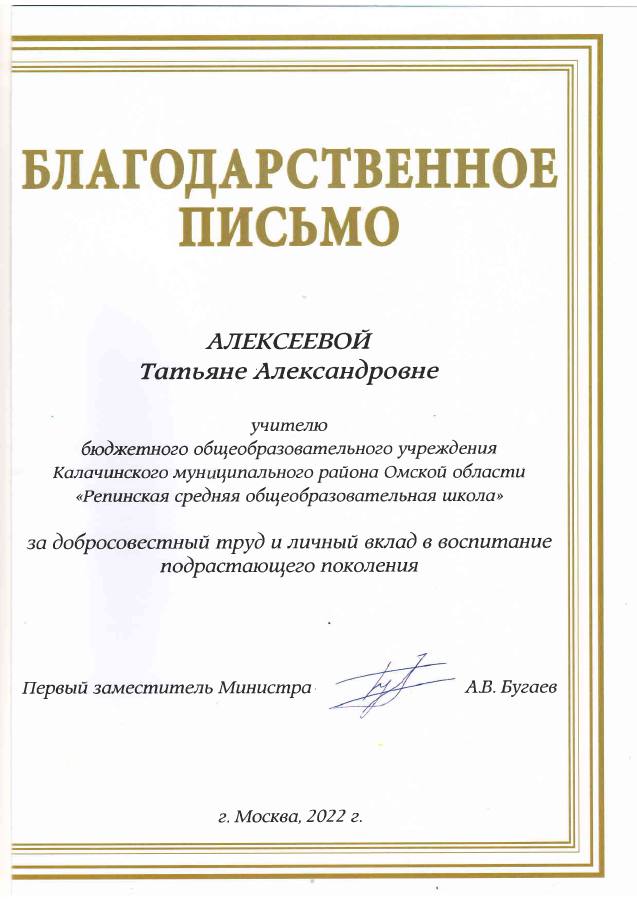 БЛАГОДАРСТВЕННОЕ
ПИСЬМО
АЛЕКСЕЕВОЙ
Татьяне Александровне
учителю
бюджетного общеобразовательного учреждения
Калачинского муниципального района Омской области
«Репинская средняя общеобразовательная школа»
за добросовестный труд и личный вклад в воспитание
подрастающего поколения
Первый заместитель Министра А.В. Бугаев
г. Москва, 2022 г.